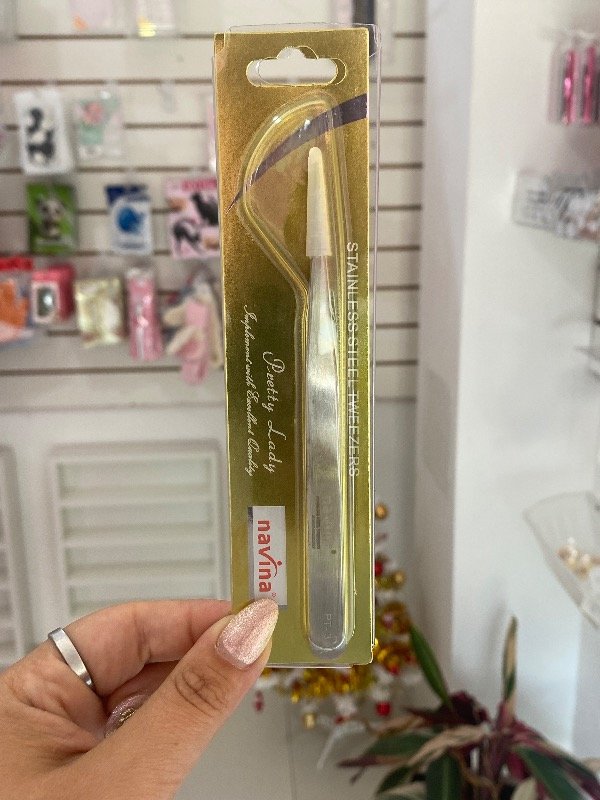 STAINLESS STEEL TWEEZERS
Pretty Lady
Implement with Excellent Quality
navina